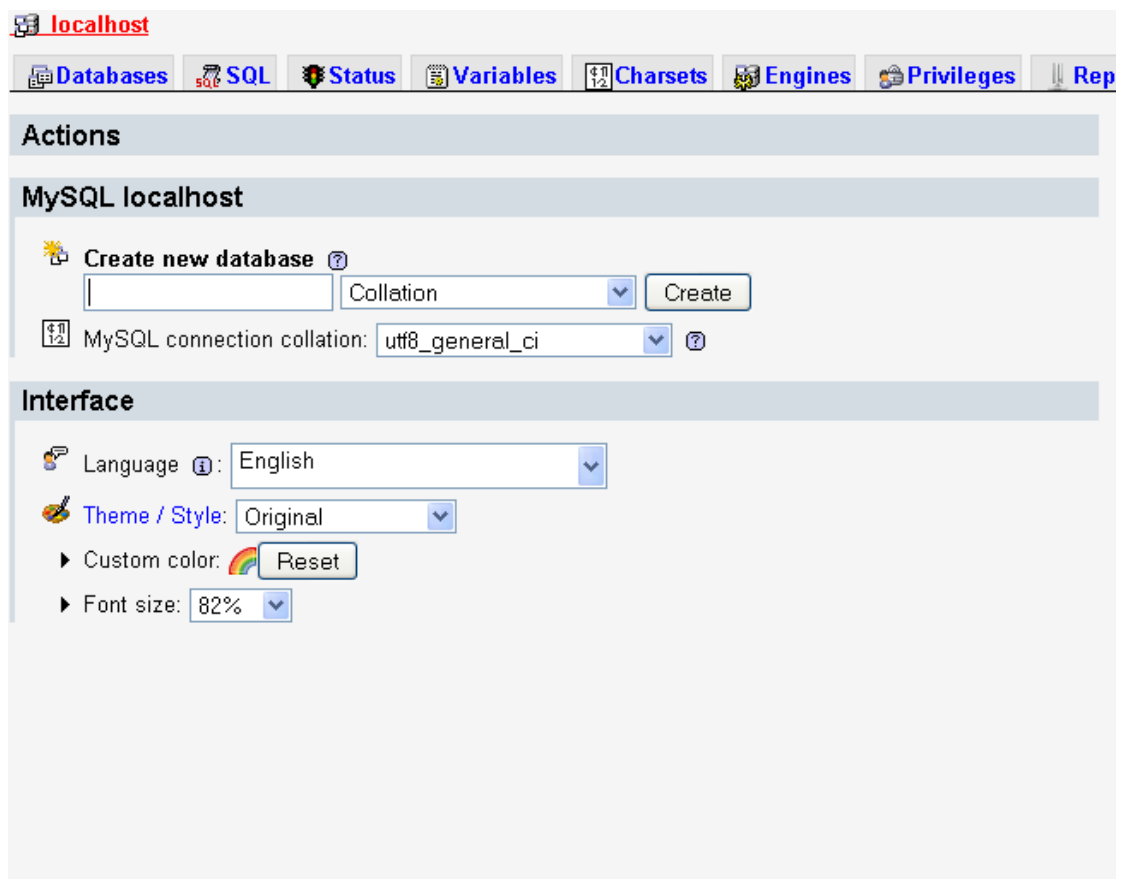 localhost
Databases SQL Status Variables Charsets Engines Privileges Rep
Actions
MySQL localhost
Create new database
Collation Create
MySQL connection collation: utf8_general_ci
Interface
Language : English
Theme / Style: Original
Custom color: Reset
Font size: 82%